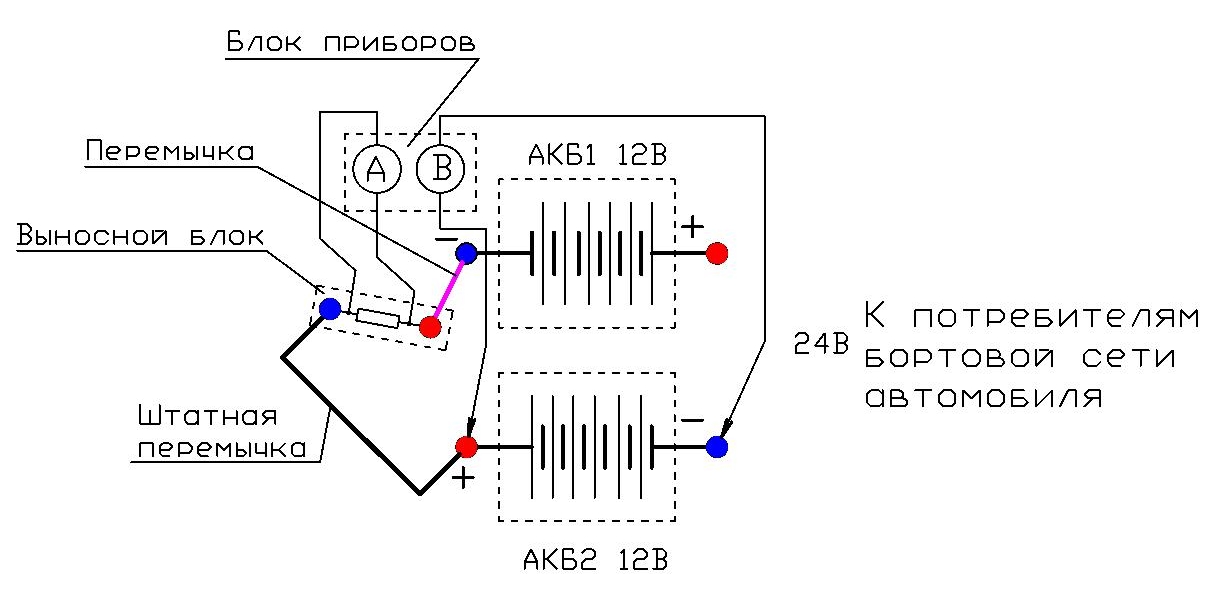 Блок приборов
Перемычка
А
В
АКБ1 12В
Выносной блок
−
+
24В
К потребителям
бортовой сети
автомобиля
Штатная
перемычка
−
+
АКБ2 12В